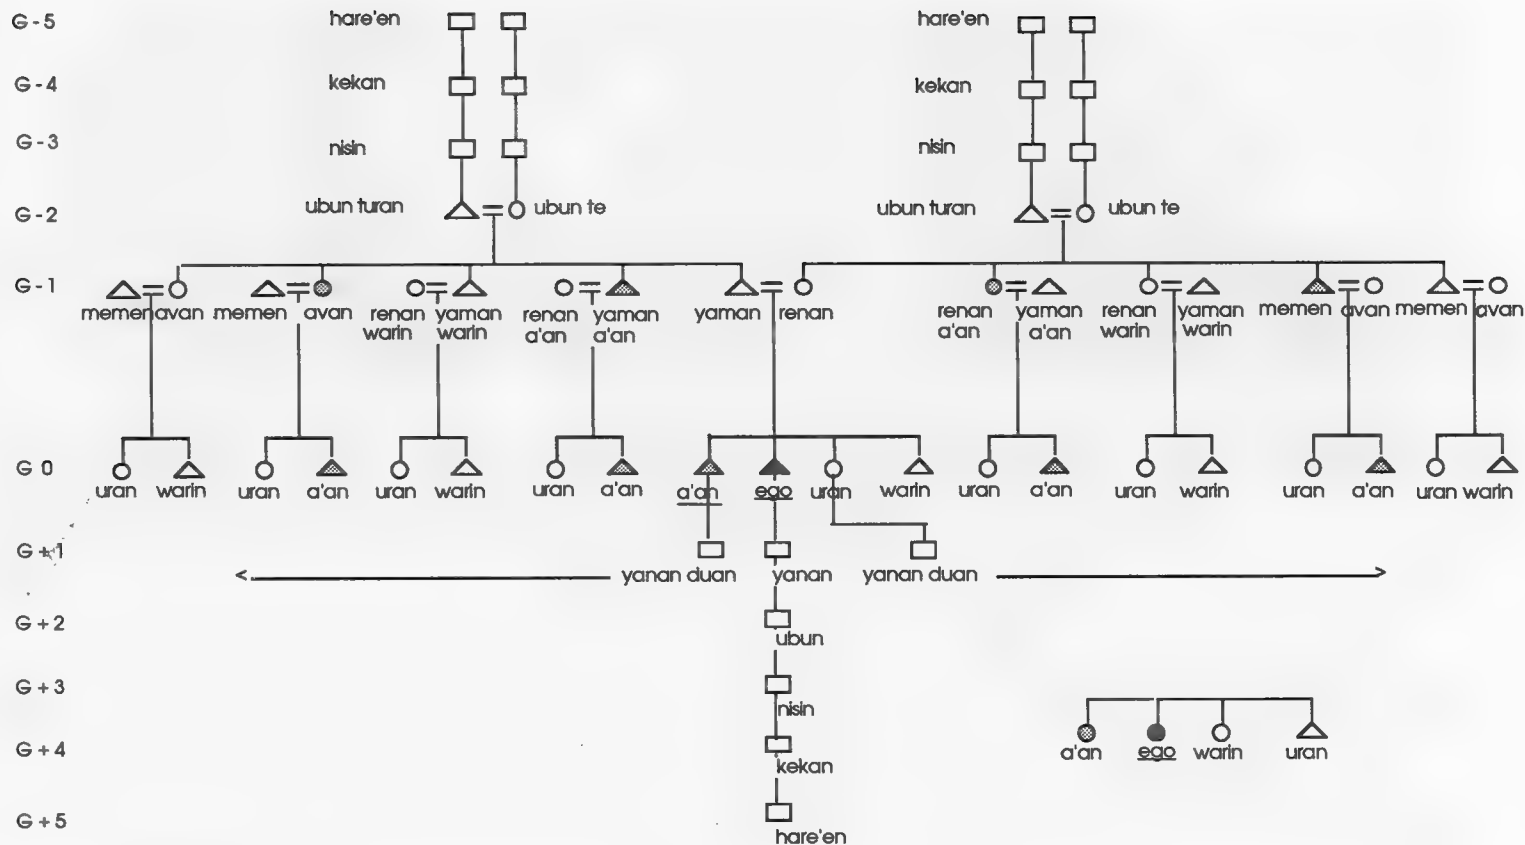 G - 5 hare'en hare'en
G - 4 kekan kekan
G - 3 nisin nisin
G - 2 ubun turan ubun te ubun turan ubun te
G - 1
memen avan memen avan renan yaman renan yaman yaman renan renan yaman renan yaman memen avan memen avan
warin warin a'an a'an a'an a'an warin warin
G 0
uran warin uran a'an uran warin uran a'an a'an ego uran warin uran a'an uran warin uran a'an uran warin
G + 1
yanan duan yanan yanan duan
G + 2
ubun
G + 3
nisin
G + 4
a'an ego warin uran
kekan
G + 5
hare'en